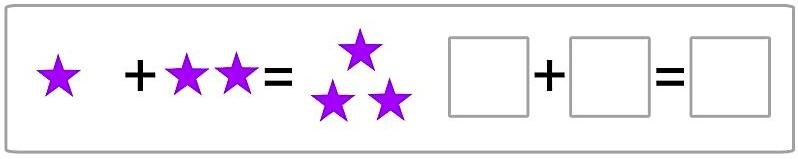 + = + =